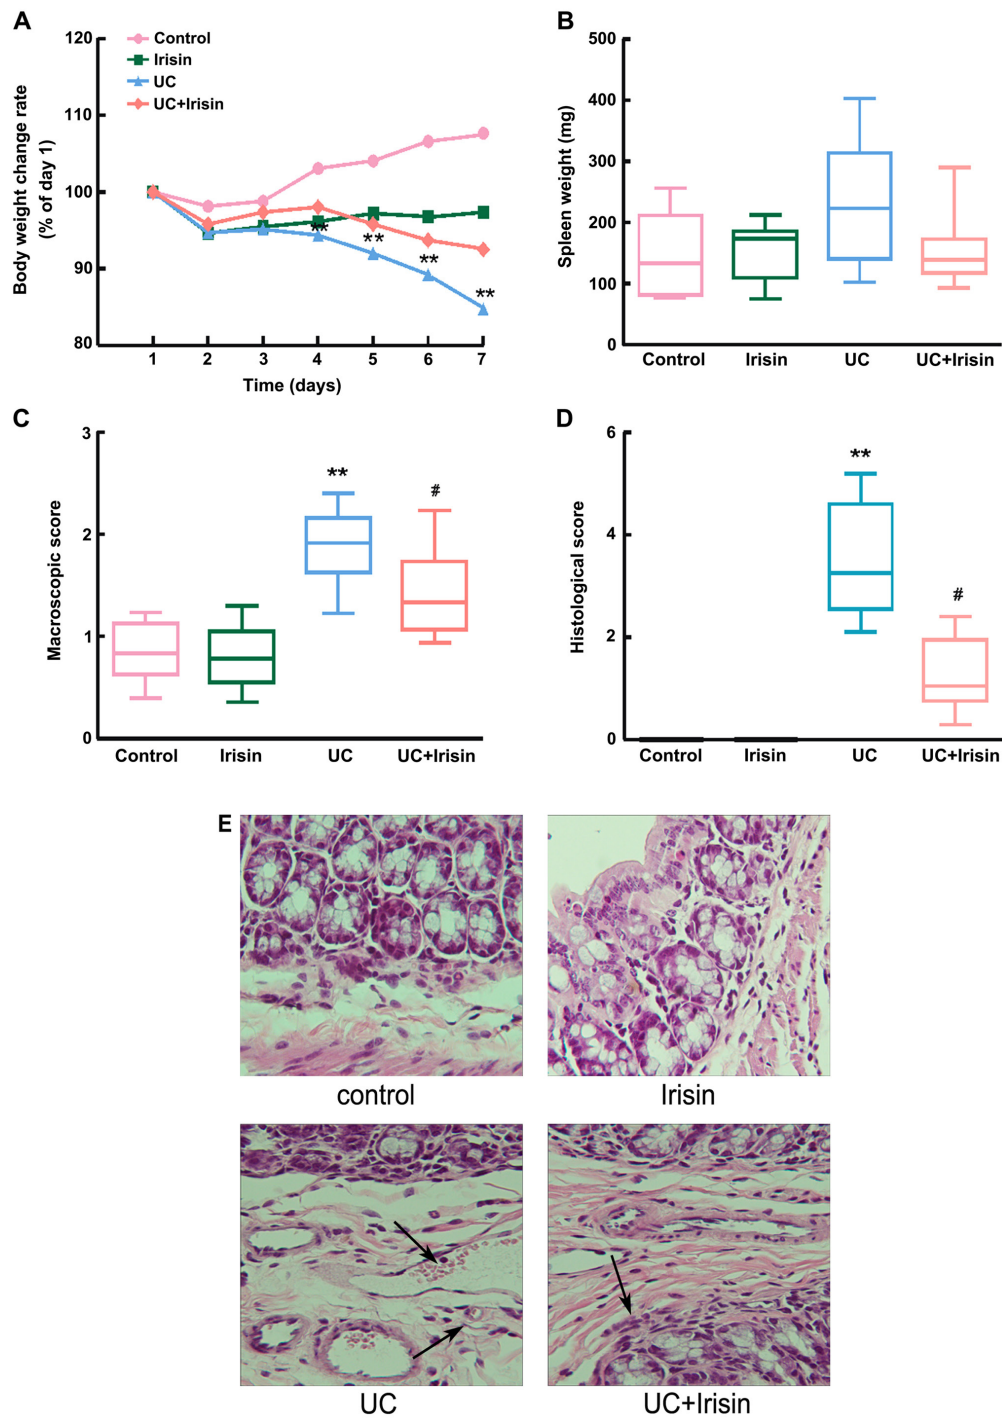 A
Control
Irisin
UC
UC+Irisin
Body weight change rate
(% of day 1)
120
110
100
90
80
**
**
**
**
1 2 3 4 5 6 7
Time (days)
B
Spleen weight (mg)
500
400
300
200
100
0
Control Irisin UC UC+Irisin
C
Macroscopic score
3
2
1
0
**
#
Control Irisin UC UC+Irisin
D
Histological score
6
4
2
0
**
#
Control Irisin UC UC+Irisin
E
control Irisin
UC UC+Irisin